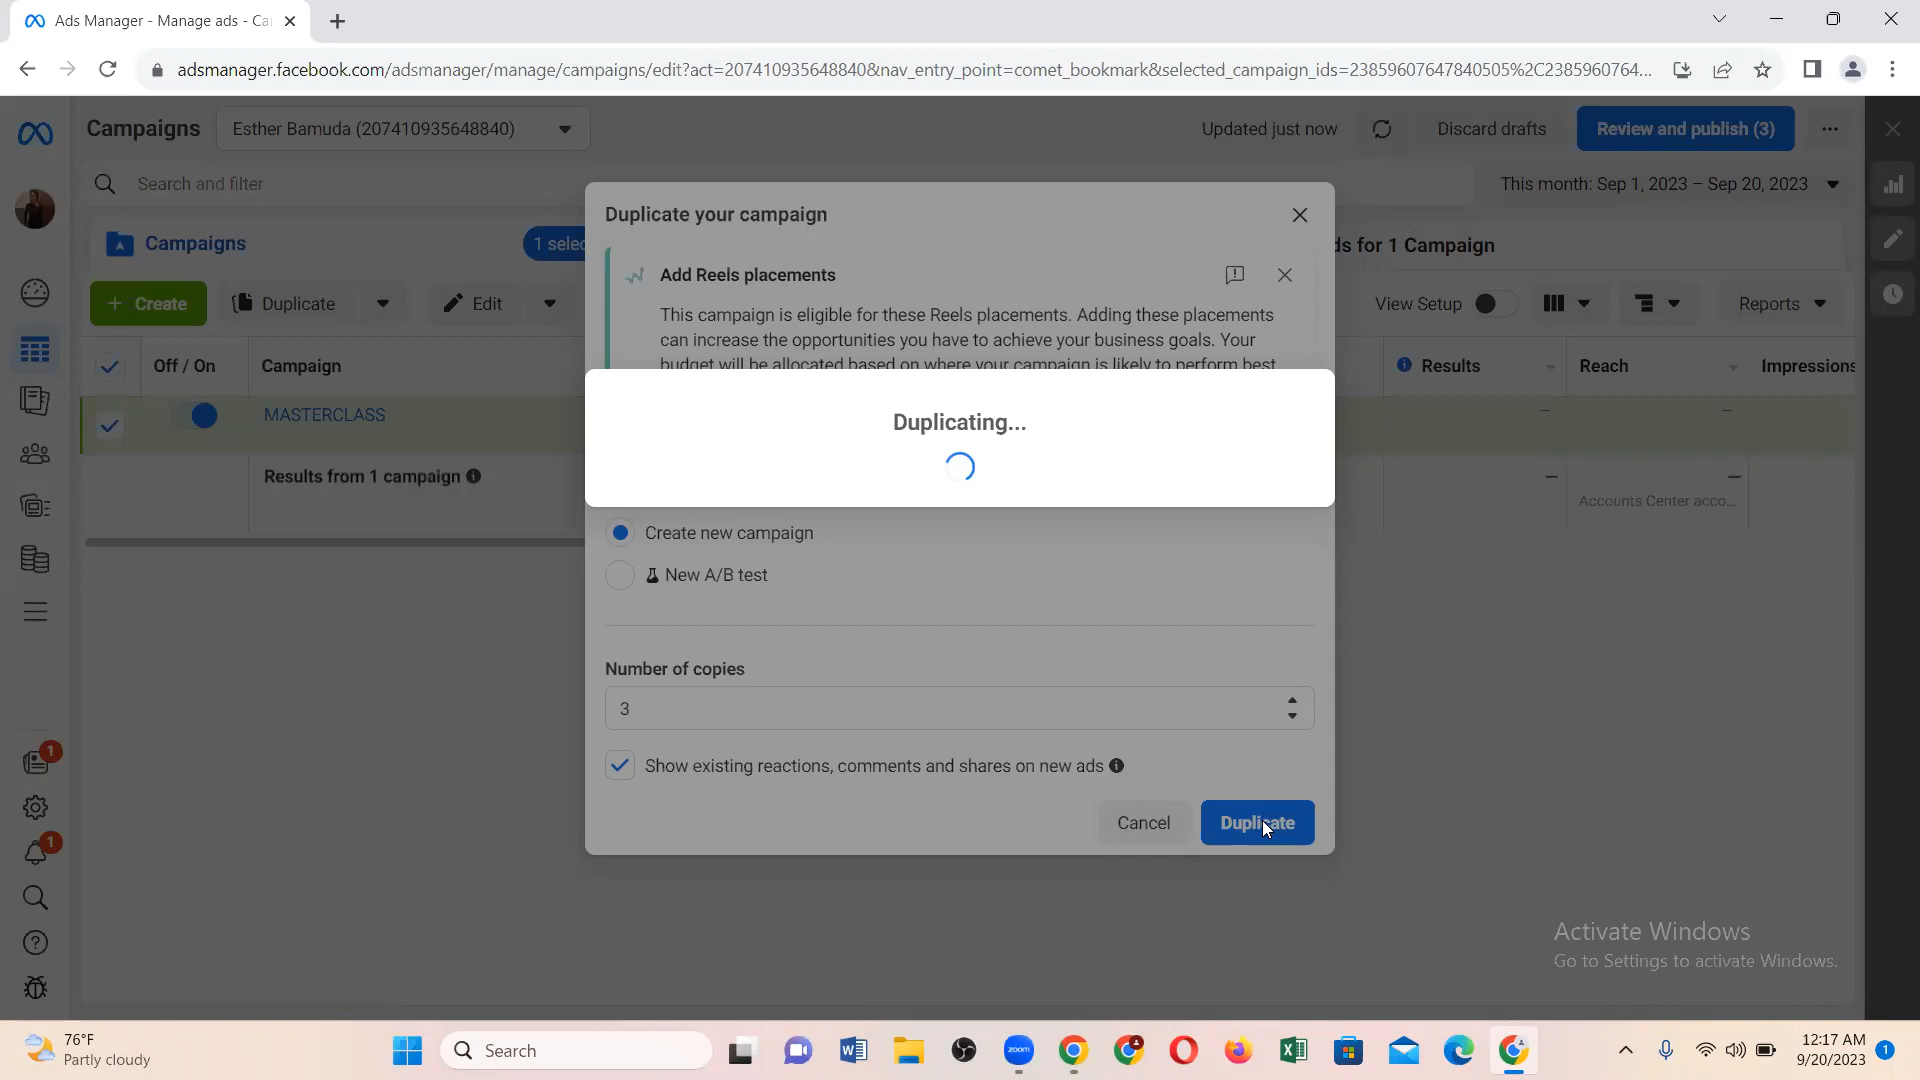 Ads Manager - Manage ads - Ca
adsmanager.facebook.com/adsmanager/manage/campaigns/edit?act=207410935648840&nav_entry_point=comet_bookmark&selected_campaign_ids=23859607647840505%2C2385960764...
Campaigns
Esther Bamuda (207410935648840)
Updated just now
Discard drafts
Review and publish (3)
Search and filter
This month: Sep 1, 2023 – Sep 20, 2023
Duplicate your campaign
Campaigns
1 selec
ds for 1 Campaign
Add Reels placements
This campaign is eligible for these Reels placements. Adding these placements
can increase the opportunities you have to achieve your business goals. Your
budget will be allocated based on where your campaign is likely to perform best
+ Create
Duplicate
Edit
View Setup
Reports
Off / On
Campaign
Results
Reach
Impressions
MASTERCLASS
—
—
Duplicating...
Results from 1 campaign
—
—
Accounts Center acco...
Create new campaign
New A/B test
Number of copies
3
Show existing reactions, comments and shares on new ads
Cancel
Duplicate
1
1
Activate Windows
Go to Settings to activate Windows.
76°F
Partly cloudy
Search
zoom
12:17 AM
9/20/2023
1